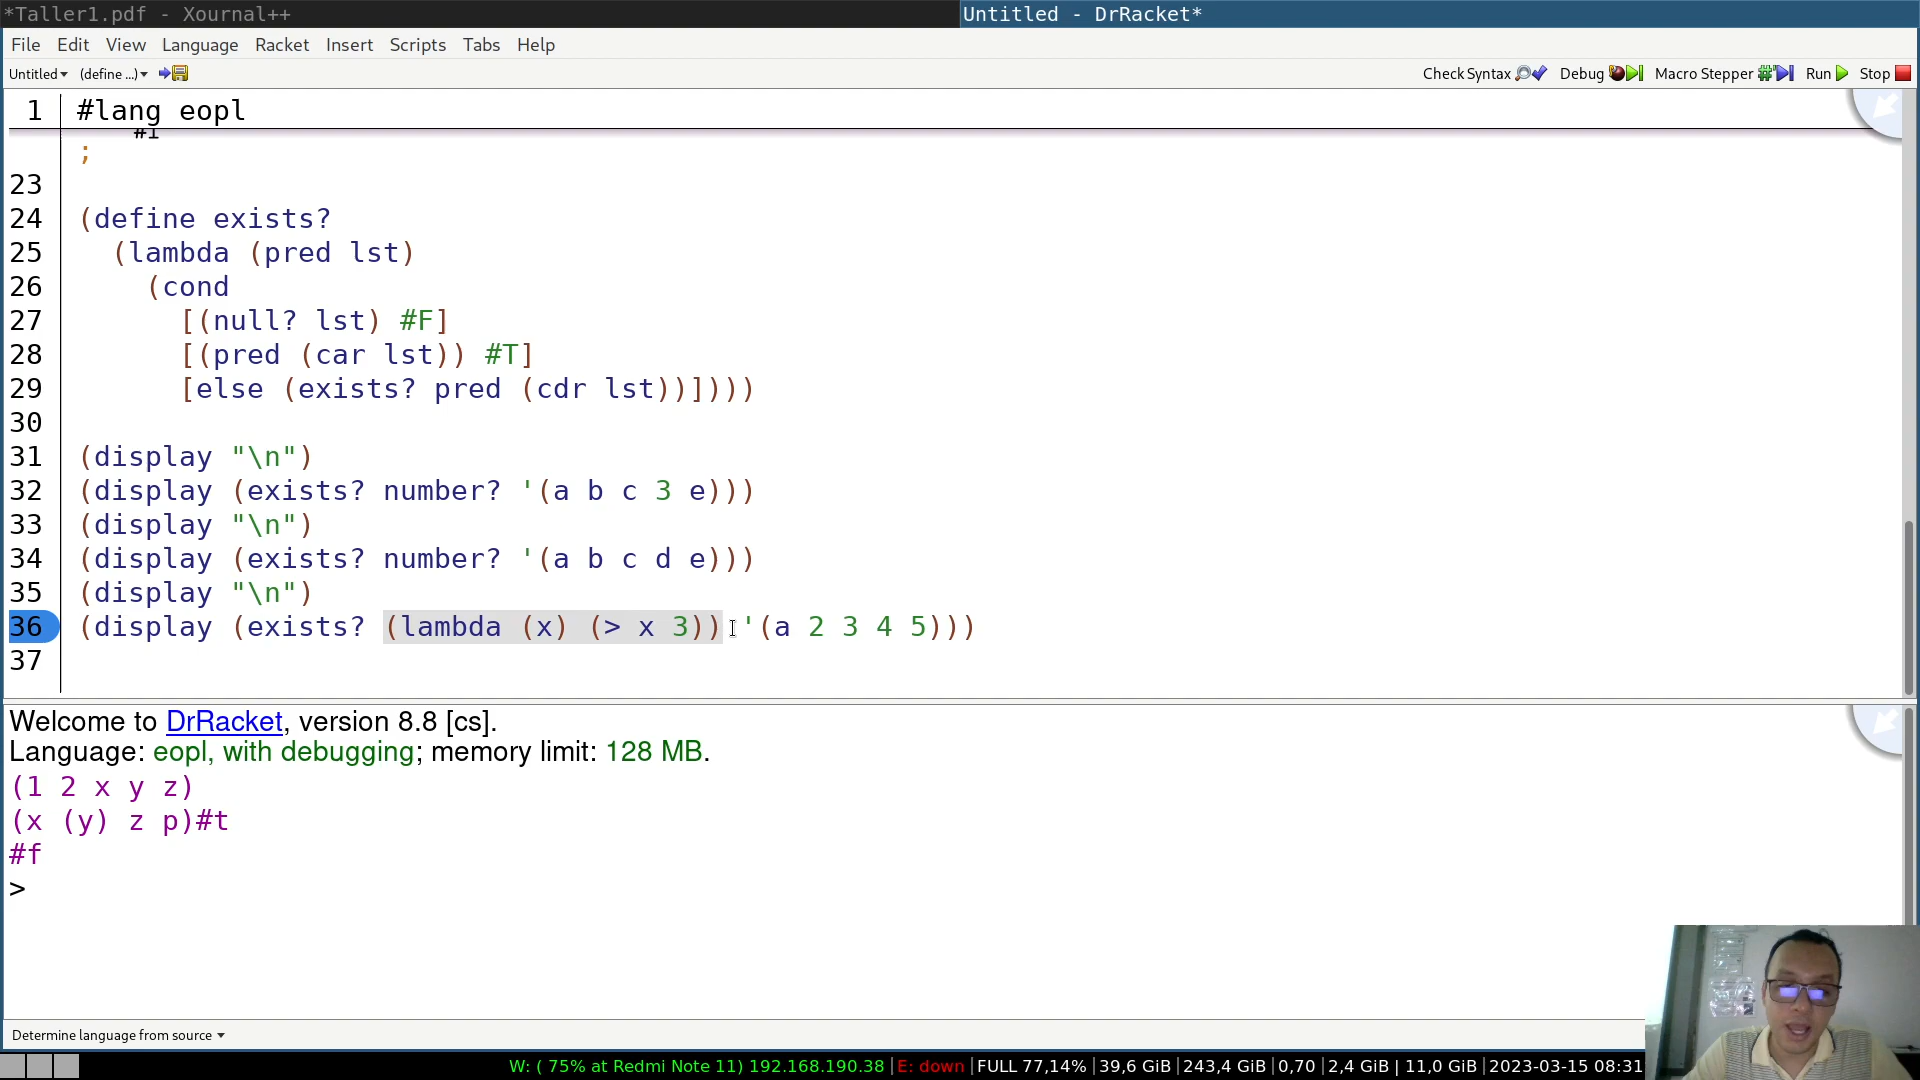 *Taller1.pdf - Xournal++
Untitled - DrRacket*
File Edit View Language Racket Insert Scripts Tabs Help
Untitled (define ...) Check Syntax Debug Macro Stepper Run Stop
1 #lang eopl
;
23
24 (define exists?
25 (lambda (pred lst)
26 (cond
27 [(null? lst) #F]
28 [(pred (car lst)) #T]
29 [else (exists? pred (cdr lst))])))
30
31 (display "\n")
32 (display (exists? number? '(a b c 3 e)))
33 (display "\n")
34 (display (exists? number? '(a b c d e)))
35 (display "\n")
36 (display (exists? (lambda (x) (> x 3)) '(a 2 3 4 5)))
37
Welcome to DrRacket, version 8.8 [cs].
Language: eopl, with debugging; memory limit: 128 MB.
(1 2 x y z)
(x (y) z p)#t
#f
>
Determine language from source
W: ( 75% at Redmi Note 11) 192.168.190.38 |E: down |FULL 77,14% |39,6 GiB |243,4 GiB |0,70 |2,4 GiB | 11,0 GiB |2023-03-15 08:31